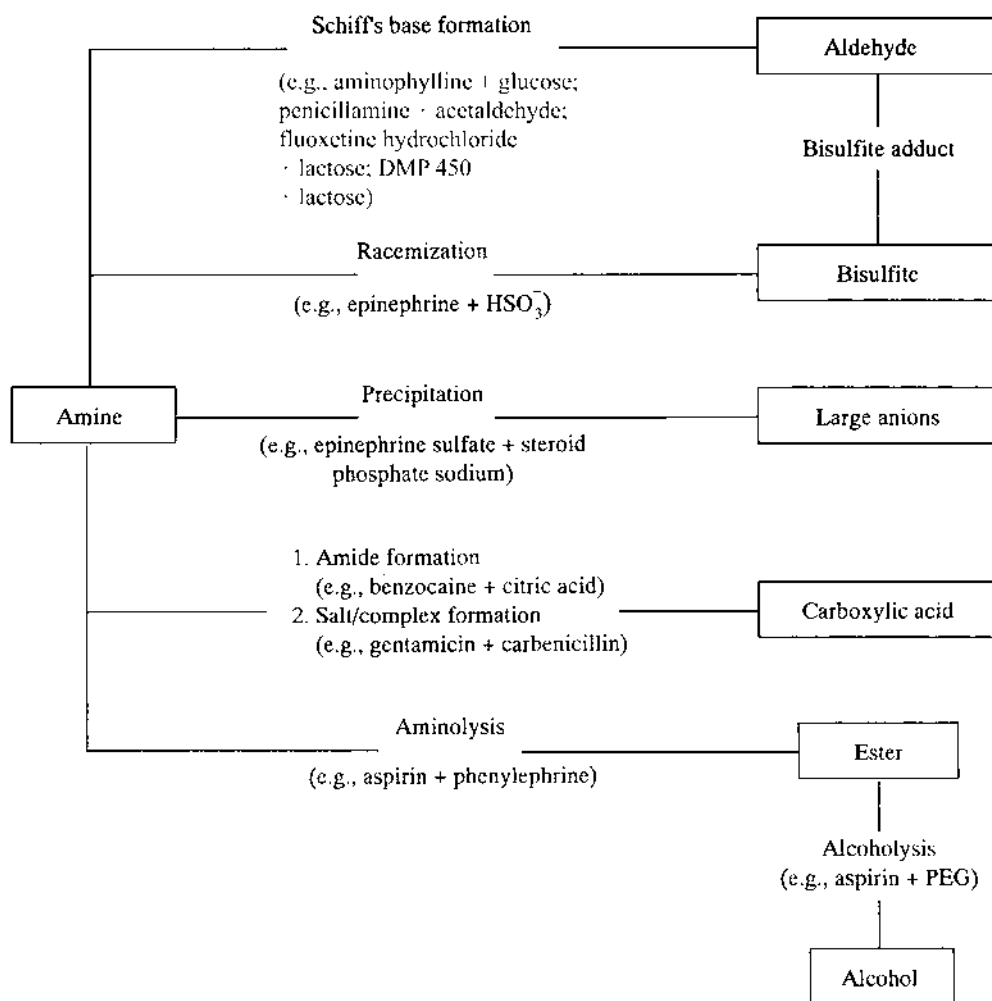 Schiff's base formation
Aldehyde
(e.g., aminophylline + glucose;
penicillamine · acetaldehyde;
fluoxetine hydrochloride
· lactose; DMP 450
· lactose)
Bisulfite adduct
Racemization
Bisulfite
(e.g., epinephrine + HSO₃⁻)
Precipitation
Amine
Large anions
(e.g., epinephrine sulfate + steroid
phosphate sodium)
1. Amide formation
(e.g., benzocaine + citric acid)
2. Salt/complex formation
(e.g., gentamicin + carbenicillin)
Carboxylic acid
Aminolysis
Ester
(e.g., aspirin + phenylephrine)
Alcoholysis
(e.g., aspirin + PEG)
Alcohol